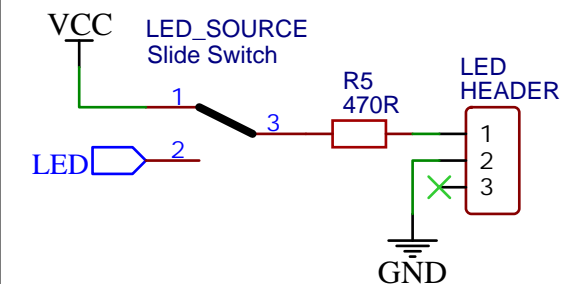 VCC
LED_SOURCE
Slide Switch
1
3
2
LED
R5
470R
LED
HEADER
1
2
3
GND